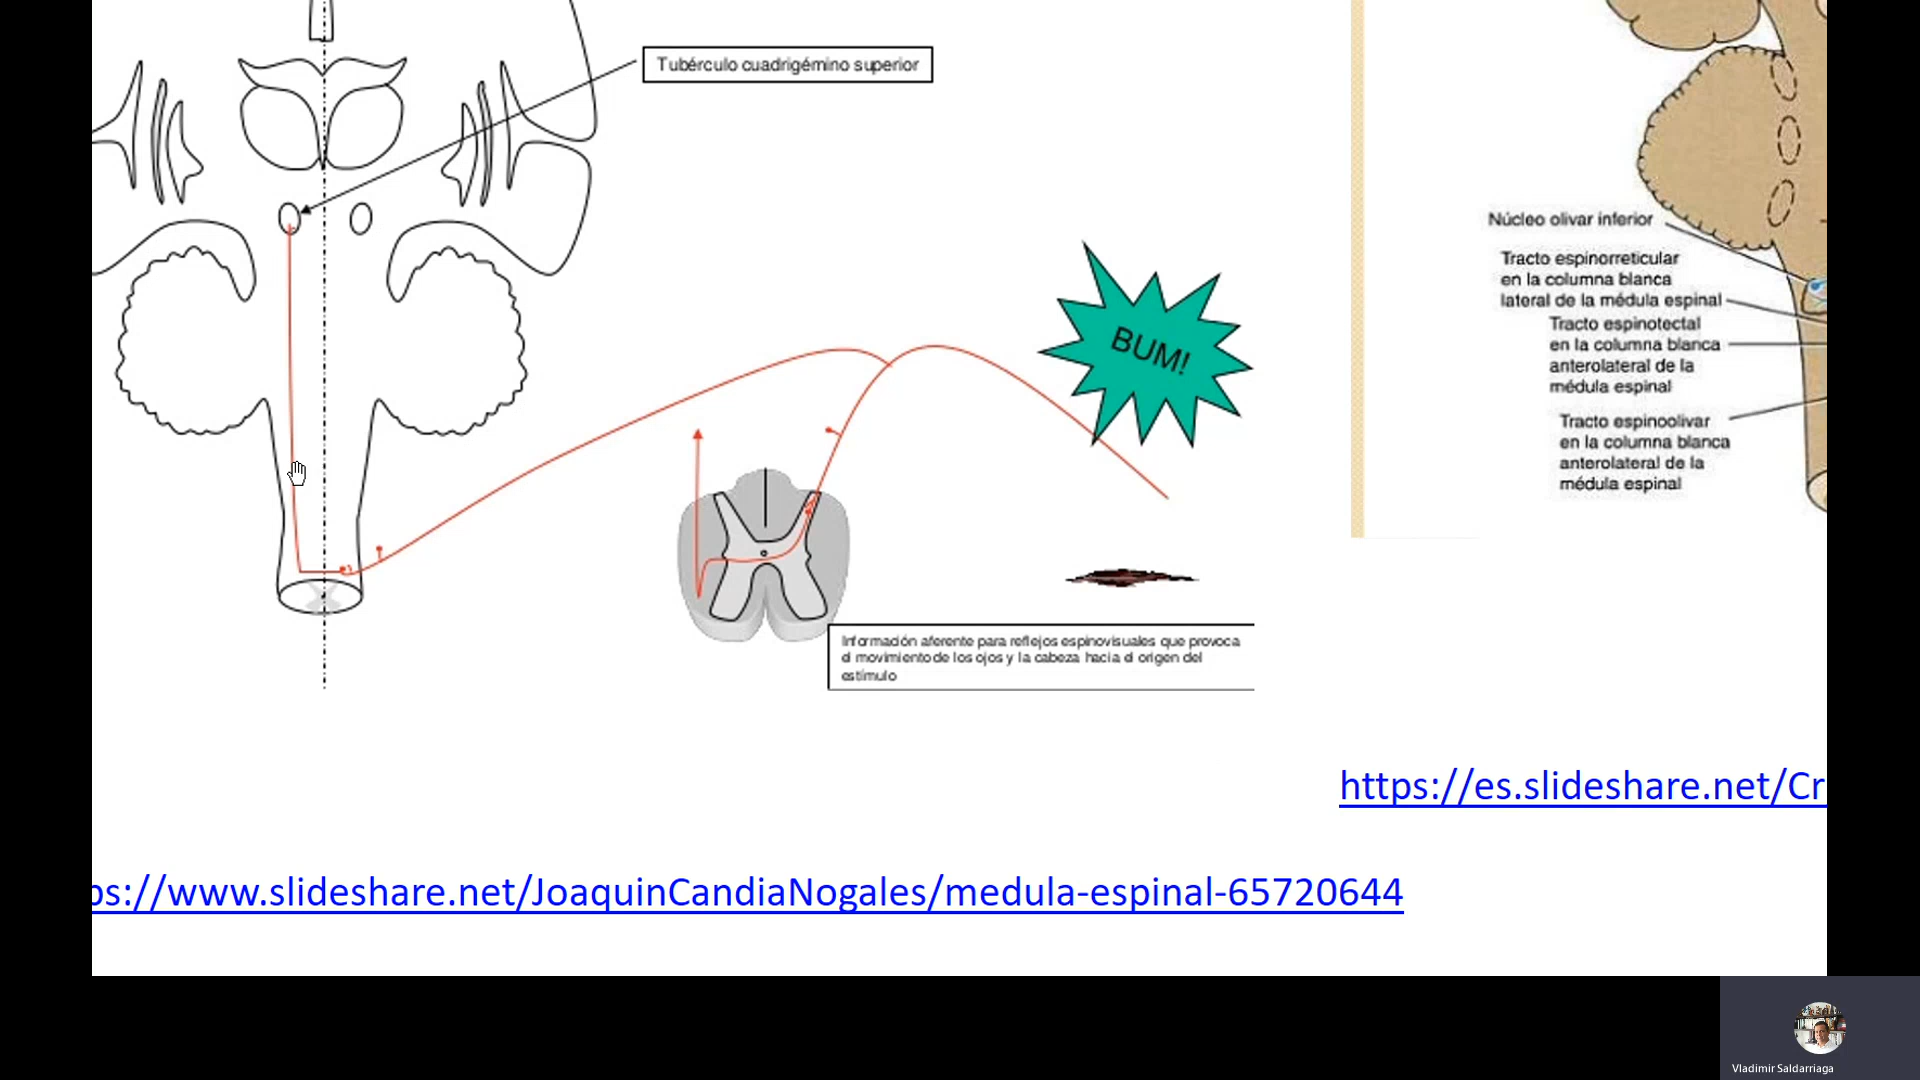 Tubérculo cuadrigémino superior
BUM!
Información aferente para reflejos espinovisuales que provoca
el movimiento de los ojos y la cabeza hacia el origen del
estímulo
Núcleo olivar inferior
Tracto espinorreticular
en la columna blanca
lateral de la médula espinal
Tracto espinotectal
en la columna blanca
anterolateral de la
médula espinal
Tracto espinoolivar
en la columna blanca
anterolateral de la
médula espinal
https://es.slideshare.net/Cr
ps://www.slideshare.net/JoaquinCandiaNogales/medula-espinal-65720644
Vladimir Saldarriaga